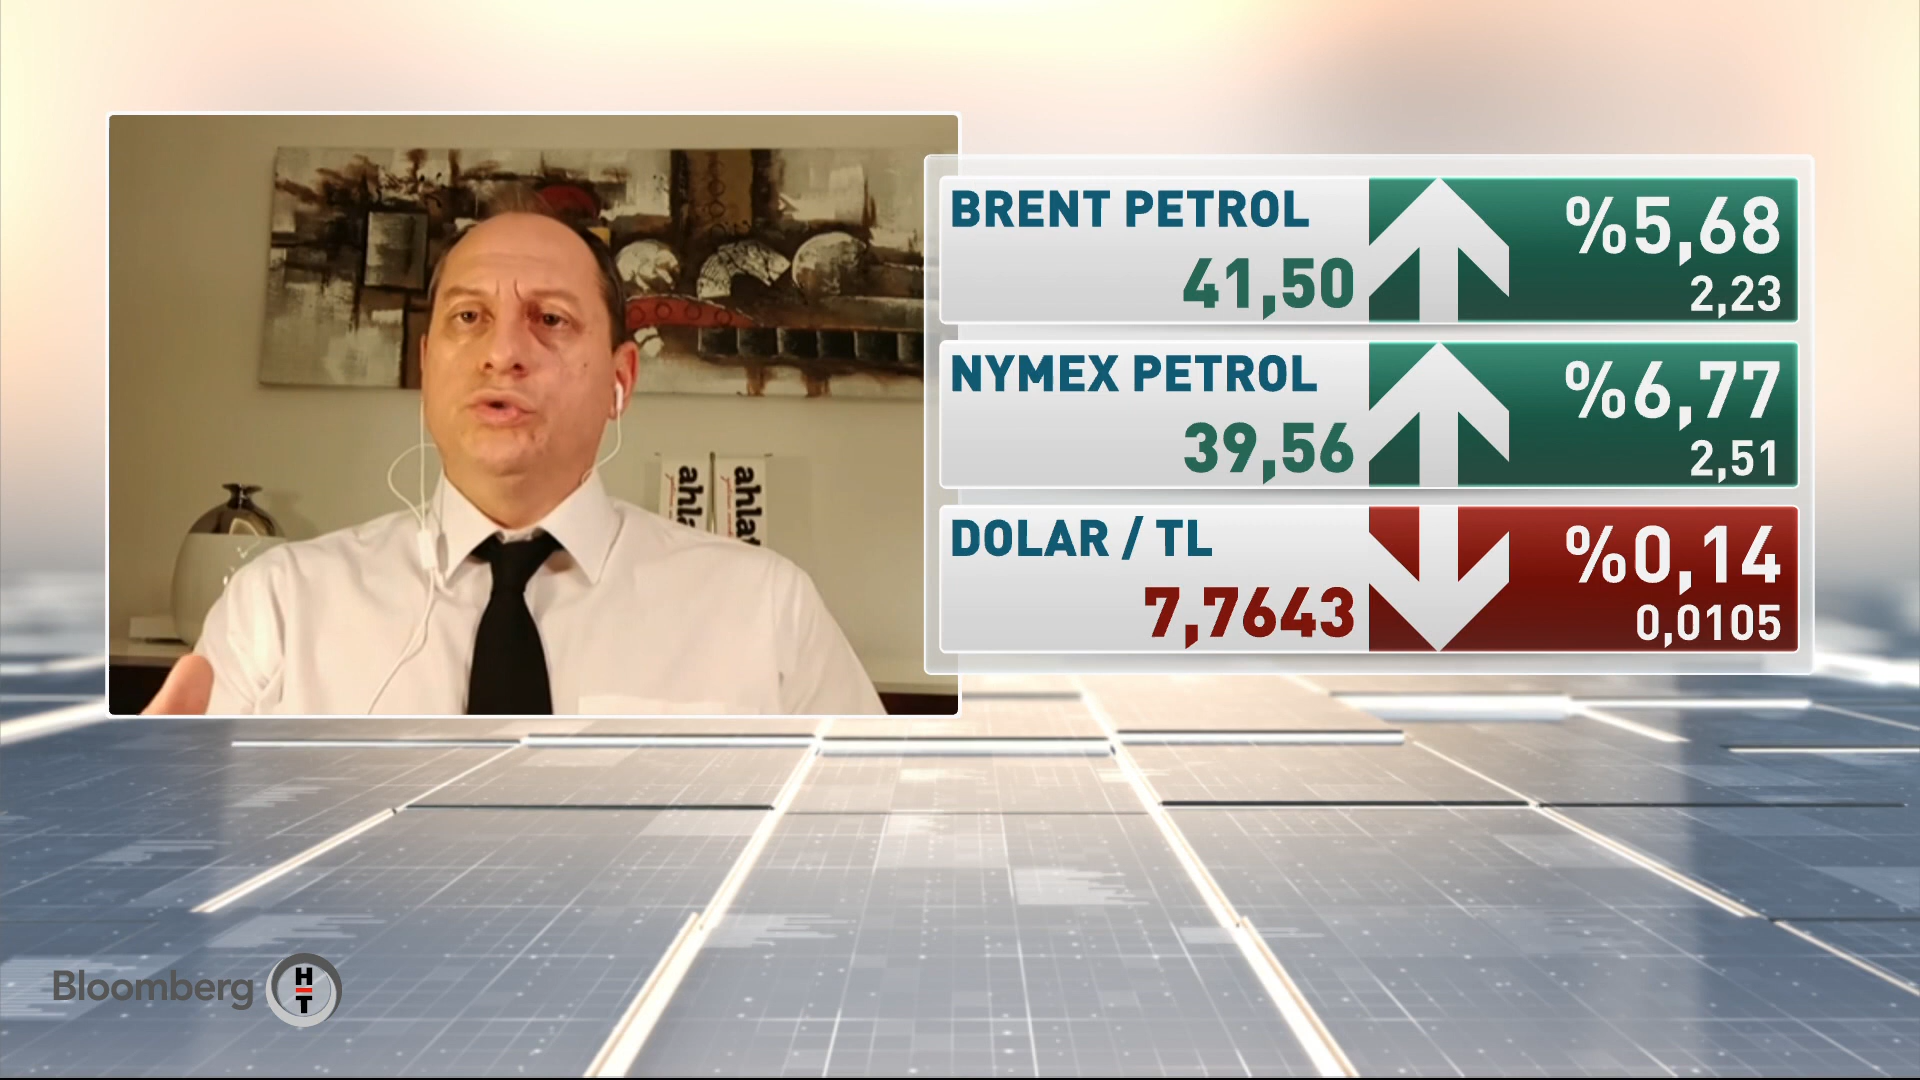 BRENT PETROL
41,50
%5,68
2,23
NYMEX PETROL
39,56
%6,77
2,51
DOLAR / TL
7,7643
%0,14
0,0105
Bloomberg HT